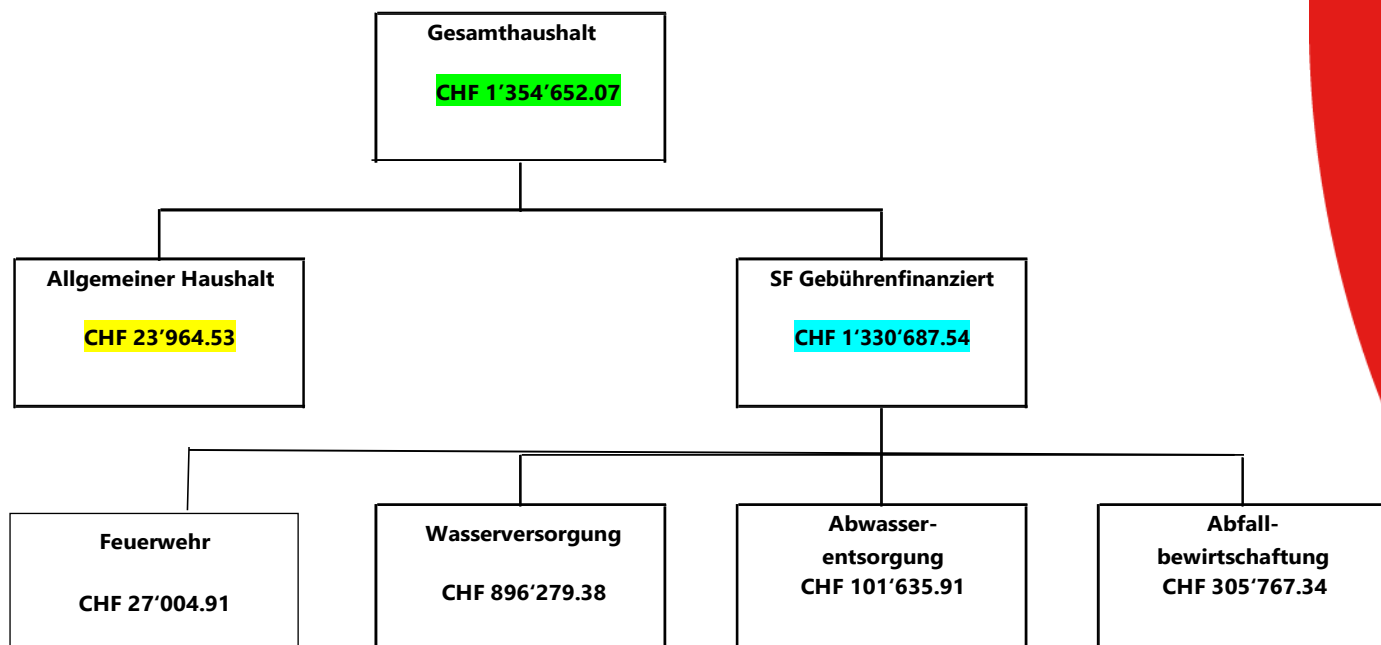 Gesamthaushalt
CHF 1’354’652.07
Allgemeiner Haushalt
CHF 23’964.53
SF Gebührenfinanziert
CHF 1‘330‘687.54
Feuerwehr
CHF 27‘004.91
Wasserversorgung
CHF 896‘279.38
Abwasser-
entsorgung
CHF 101‘635.91
Abfall-
bewirtschaftung
CHF 305‘767.34